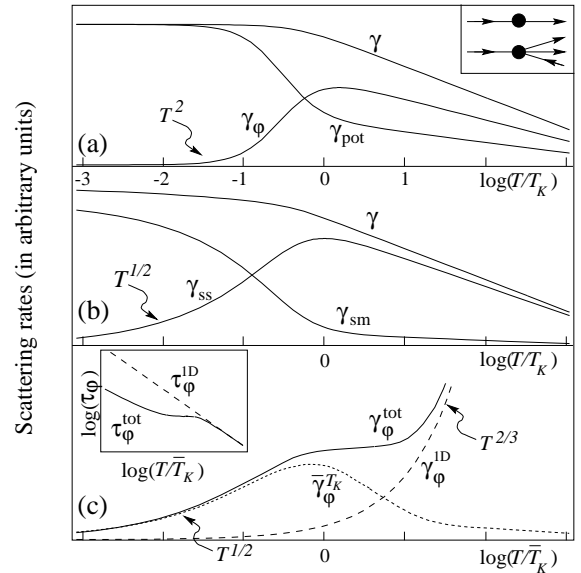 Scattering rates (in arbitrary units)
γ
T²
γφ
γpot
(a)
-3 -2 -1 0 1 log(T/T_K)
γ
T^{1/2}
γss
γsm
(b)
0 log(T/T_K)
log(τφ)
τφ^{1D}
τφ^{tot}
log(T/T̅_K)
γφ^{tot}
T^{2/3}
γφ^{1D}
γ̅φ^{T_K}
(c)
T^{1/2}
0 log(T/T̅_K)